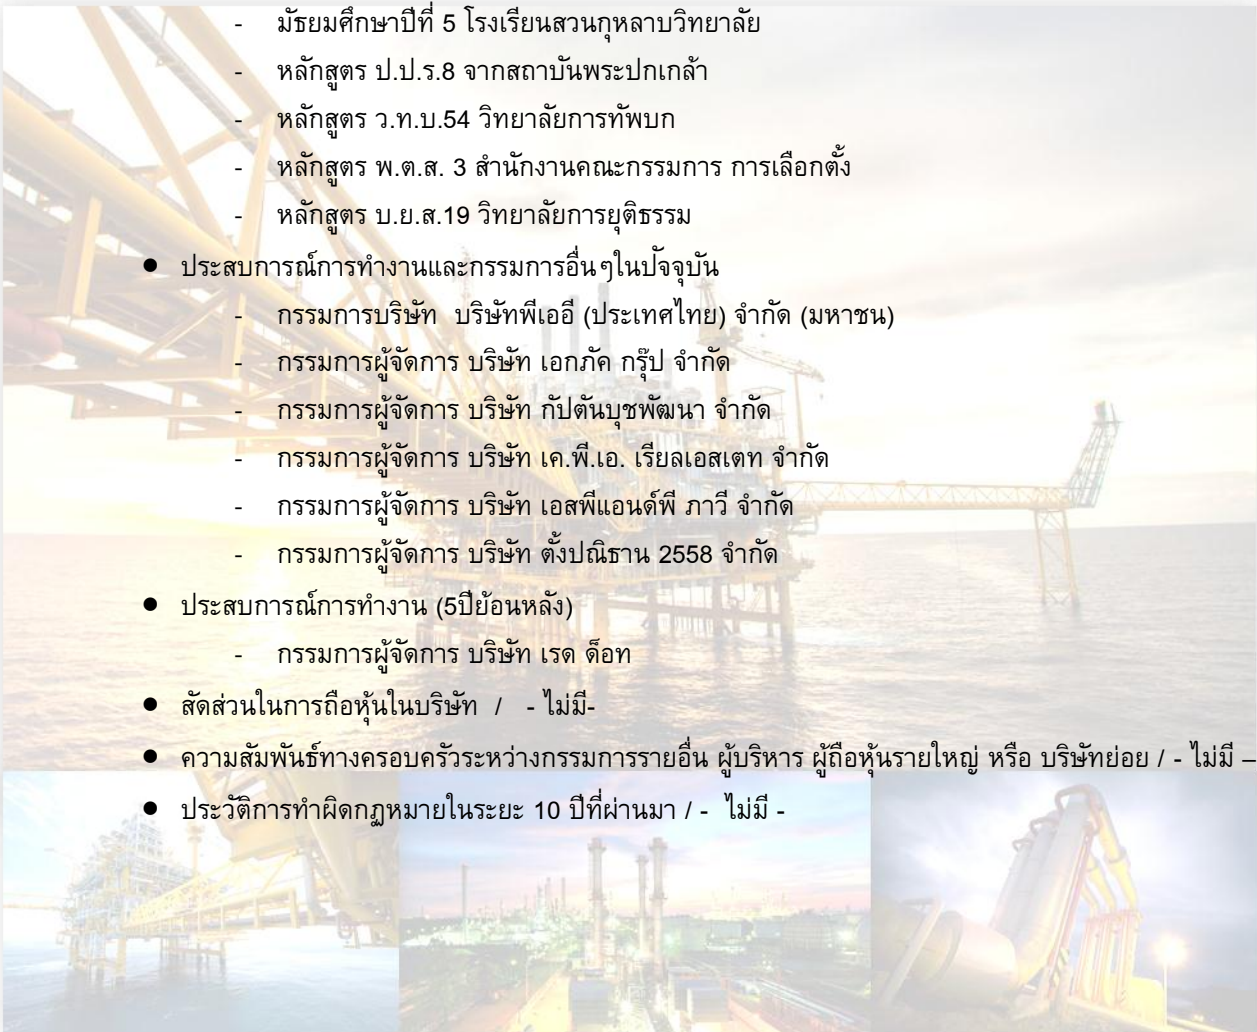 - มัธยมศึกษาปีที่ 5 โรงเรียนสวนกุหลาบวิทยาลัย
- หลักสูตร ป.ป.ร.8 จากสถาบันพระปกเกล้า
- หลักสูตร ว.ท.บ.54 วิทยาลัยการทัพบก
- หลักสูตร พ.ต.ส. 3 สำนักงานคณะกรรมการ การเลือกตั้ง
- หลักสูตร บ.ย.ส.19 วิทยาลัยการยุติธรรม
● ประสบการณ์การทำงานและกรรมการอื่นๆในปัจจุบัน
- กรรมการบริษัท บริษัทพีเออี (ประเทศไทย) จำกัด (มหาชน)
- กรรมการผู้จัดการ บริษัท เอกภัค กรุ๊ป จำกัด
- กรรมการผู้จัดการ บริษัท กัปตันบุชพัฒนา จำกัด
- กรรมการผู้จัดการ บริษัท เค.พี.เอ. เรียลเอสเตท จำกัด
- กรรมการผู้จัดการ บริษัท เอสพีแอนด์พี ภาวี จำกัด
- กรรมการผู้จัดการ บริษัท ตั้งปณิธาน 2558 จำกัด
● ประสบการณ์การทำงาน (5ปีย้อนหลัง)
- กรรมการผู้จัดการ บริษัท เรด ด็อท
● สัดส่วนในการถือหุ้นในบริษัท / - ไม่มี-
● ความสัมพันธ์ทางครอบครัวระหว่างกรรมการรายอื่น ผู้บริหาร ผู้ถือหุ้นรายใหญ่ หรือ บริษัทย่อย / - ไม่มี –
● ประวัติการทำผิดกฏหมายในระยะ 10 ปีที่ผ่านมา / - ไม่มี -